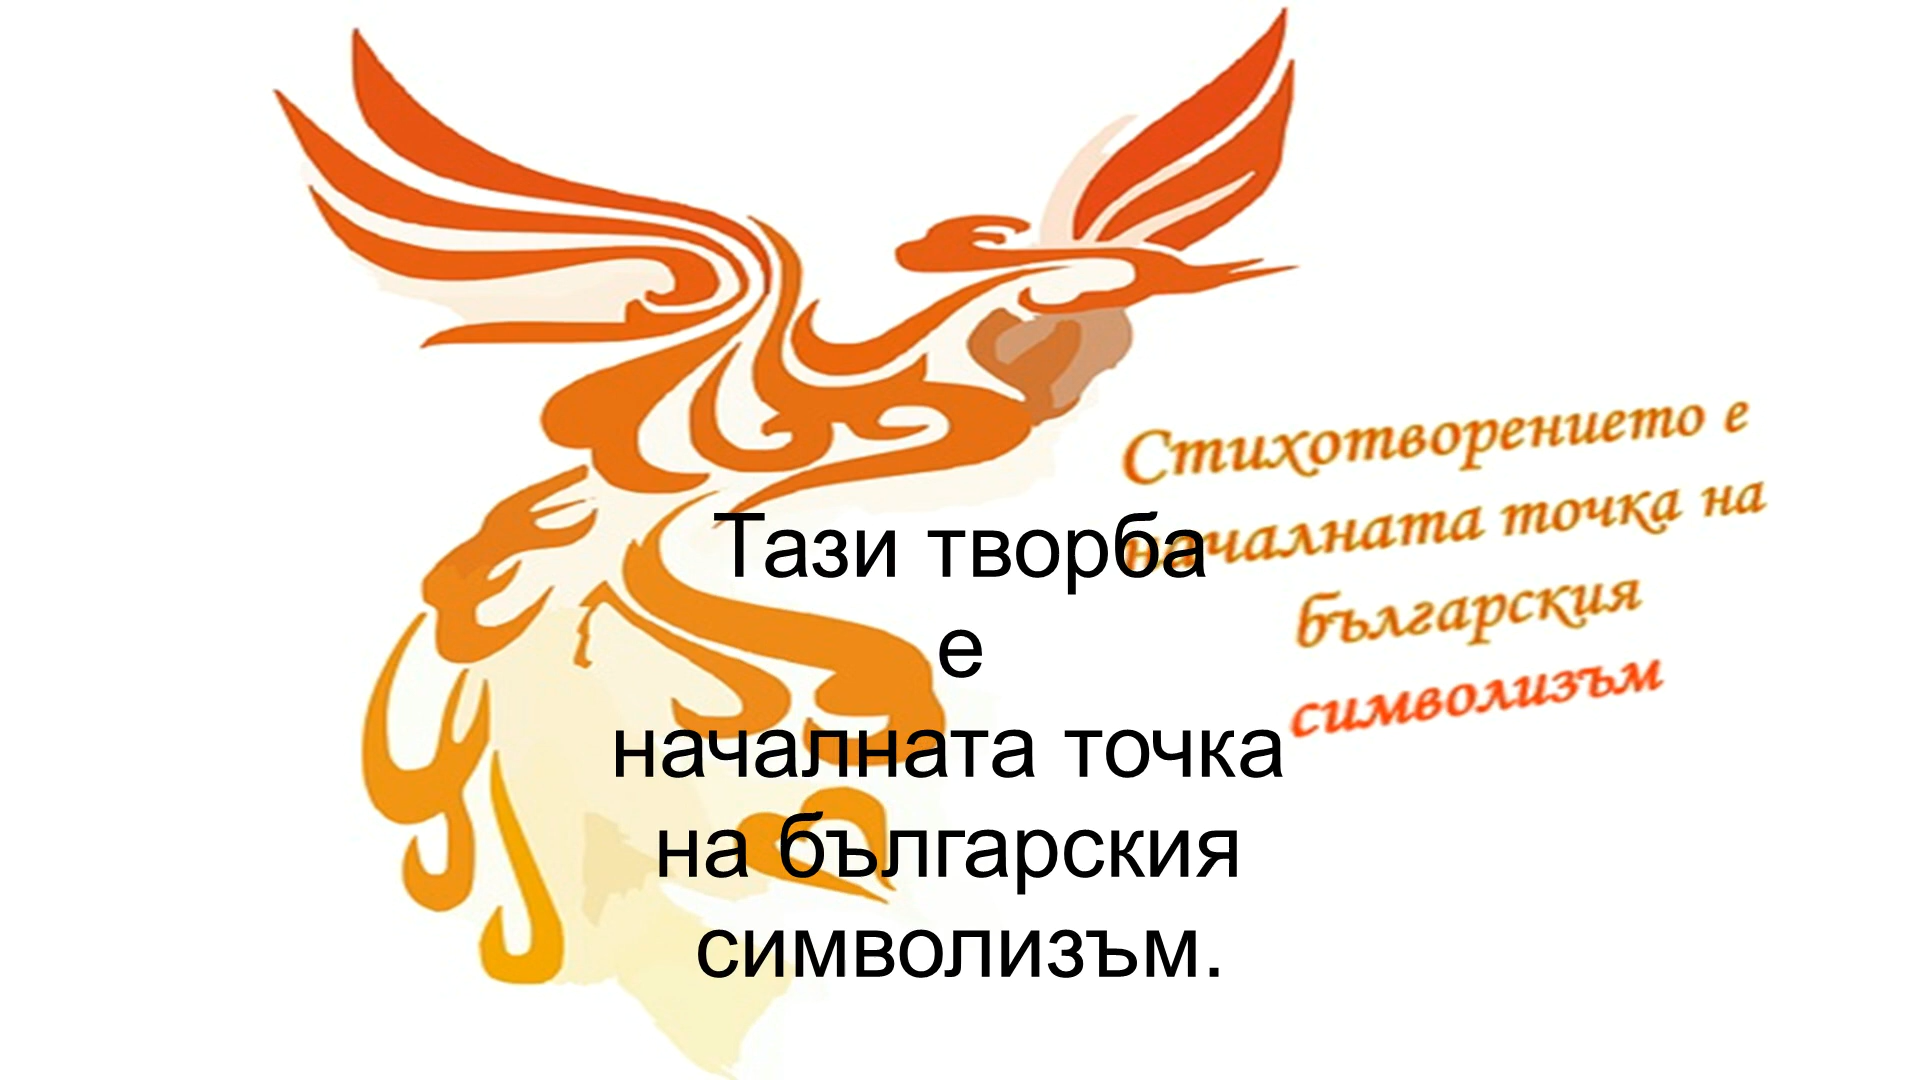 Стихотворението е
началната точка на
българския
символизъм
Тази творба
е
началната точка
на българския
символизъм.